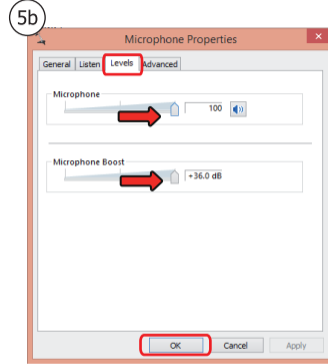 5b
Microphone Properties
General Listen Levels Advanced
Microphone
100
Microphone Boost
+36.0 dB
OK Cancel Apply